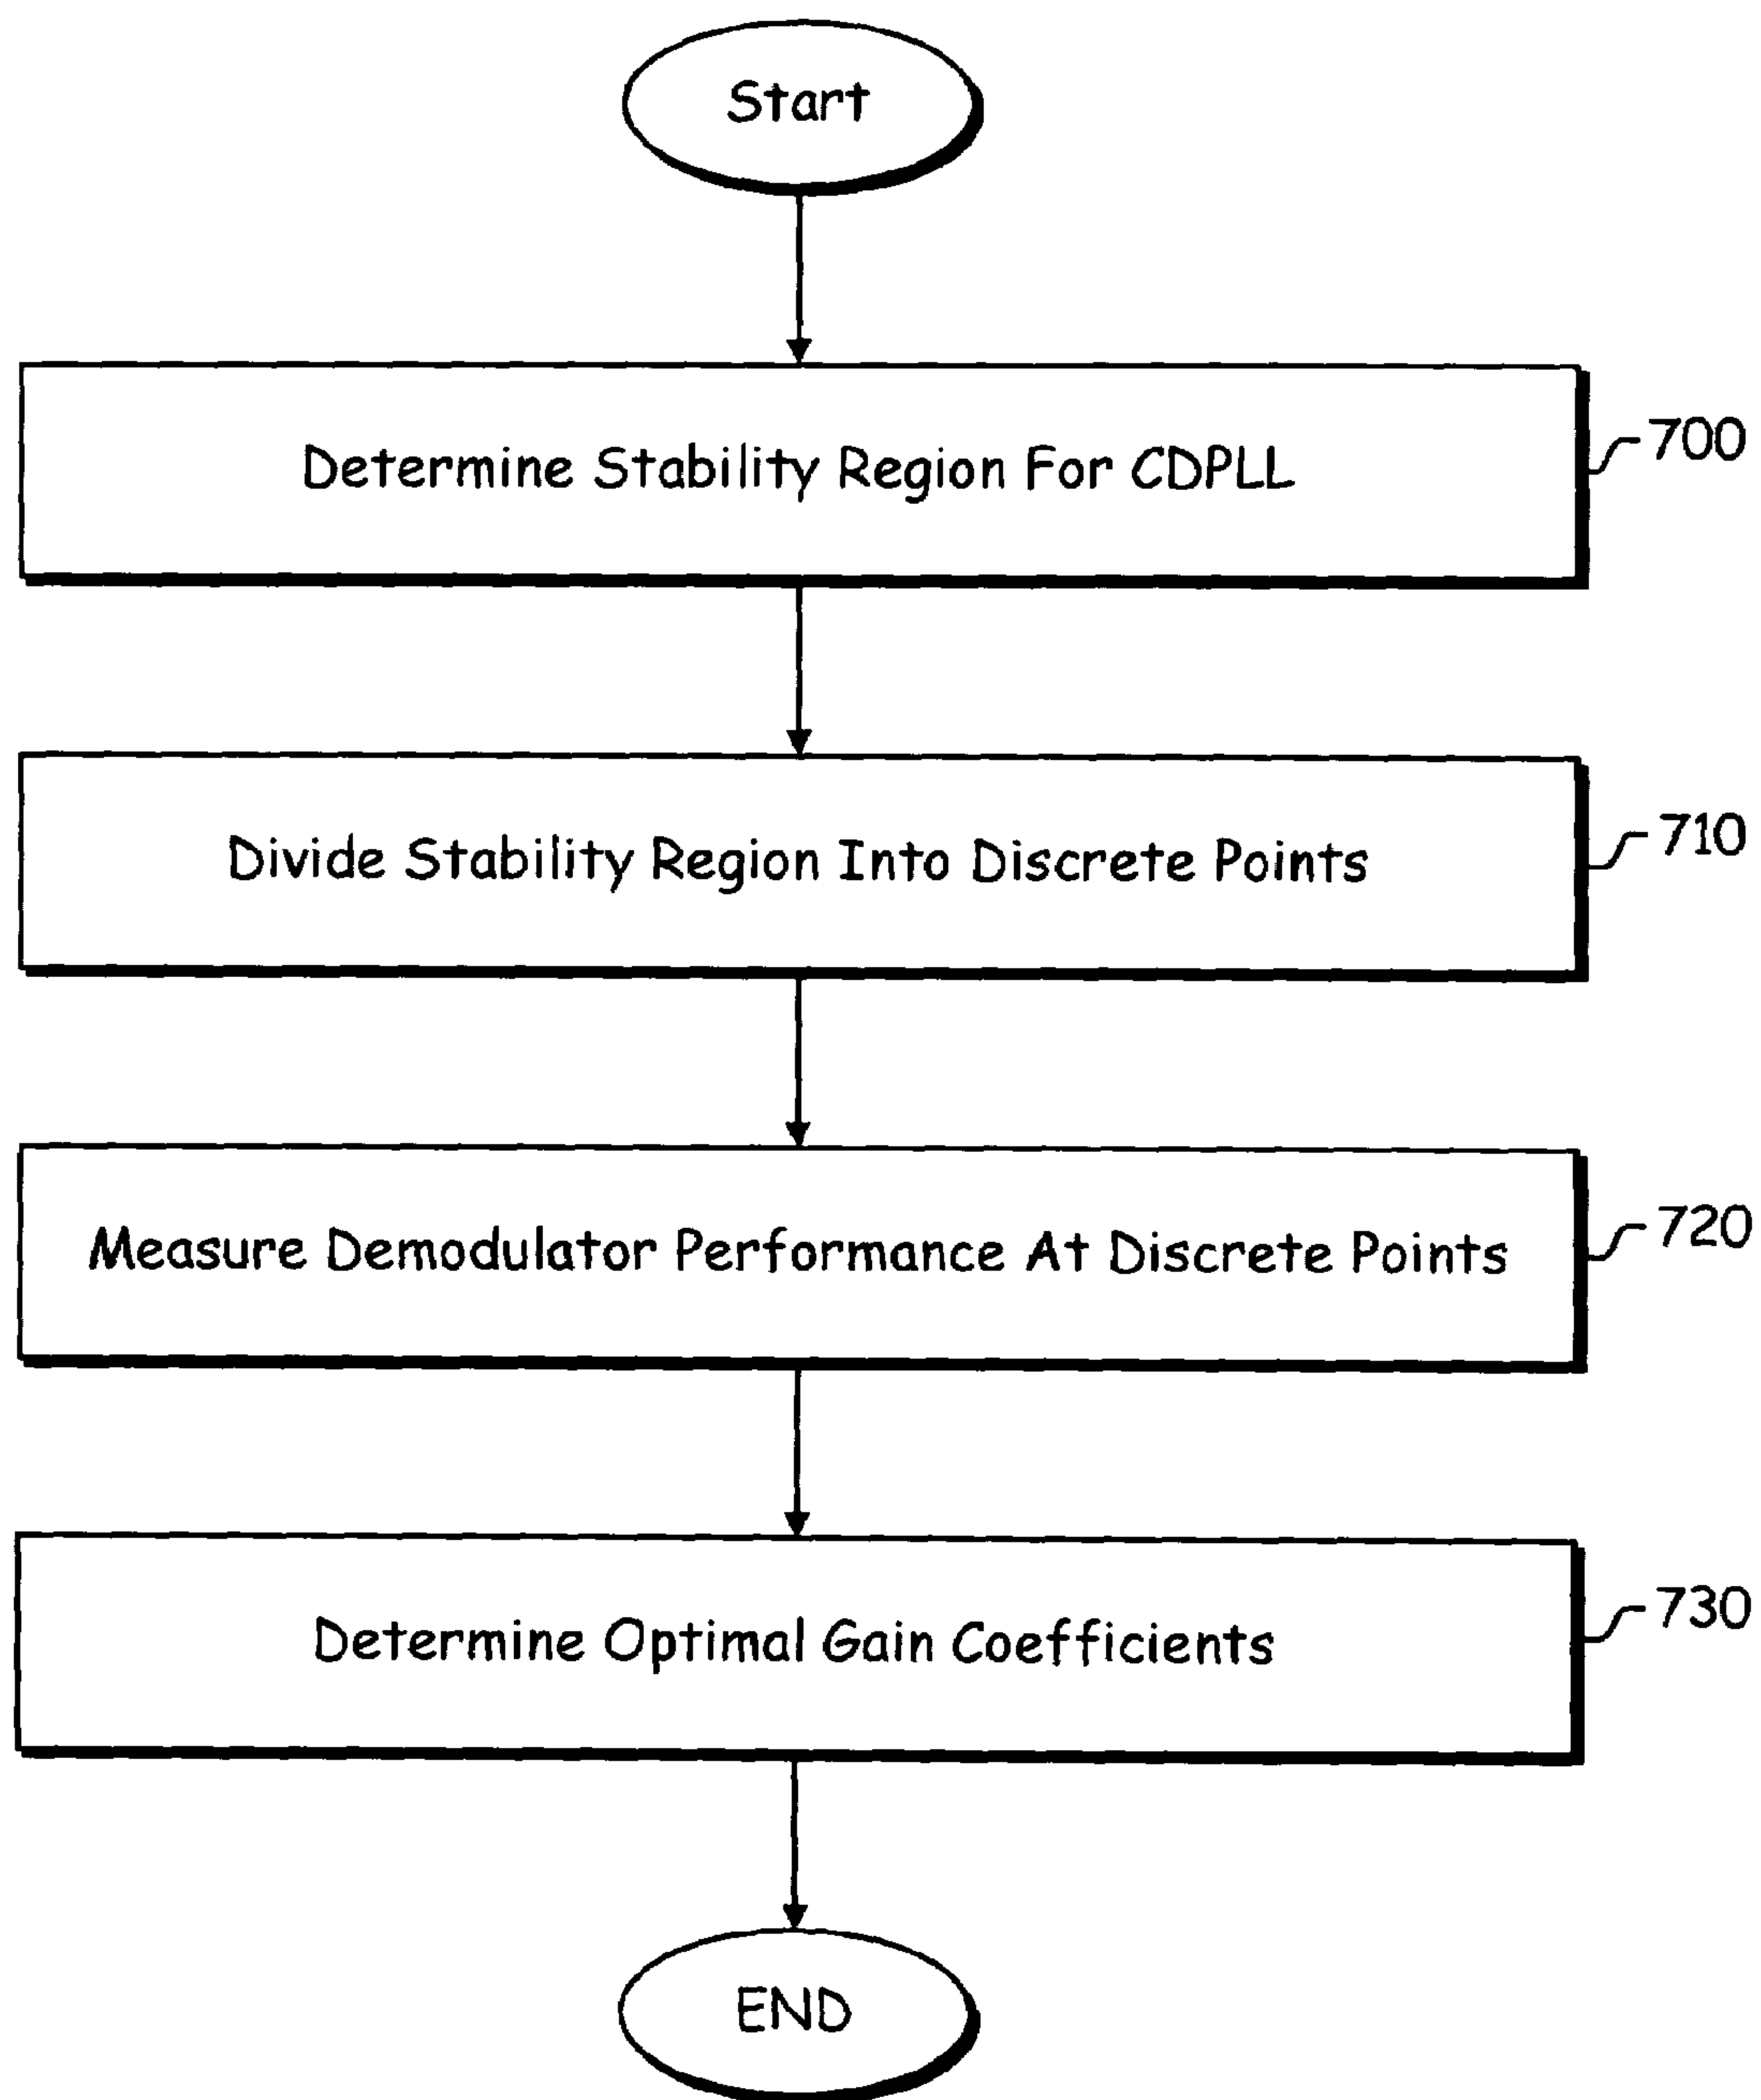 Start
Determine Stability Region For CDPLL
700
Divide Stability Region Into Discrete Points
710
Measure Demodulator Performance At Discrete Points
720
Determine Optimal Gain Coefficients
730
END